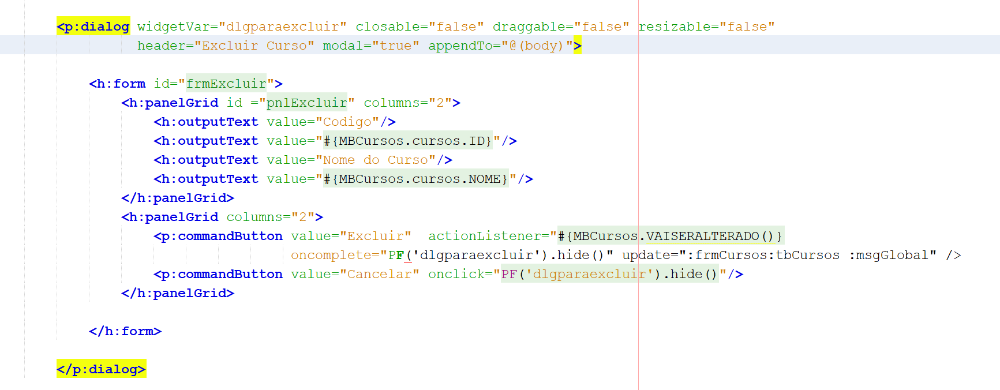 <p:dialog widgetVar="dlgparaexcluir" closable="false" draggable="false" resizable="false"
header="Excluir Curso" modal="true" appendTo="@(body)">
<h:form id="frmExcluir">
<h:panelGrid id ="pnlExcluir" columns="2">
<h:outputText value="Codigo"/>
<h:outputText value="#{MBCursos.cursos.ID}"/>
<h:outputText value="Nome do Curso"/>
<h:outputText value="#{MBCursos.cursos.NOME}"/>
</h:panelGrid>
<h:panelGrid columns="2">
<p:commandButton value="Excluir"  actionListener="#{MBCursos.VAISERALTERADO()}
oncomplete="PF('dlgparaexcluir').hide()" update=":frmCursos:tbCursos :msgGlobal" />
<p:commandButton value="Cancelar" onclick="PF('dlgparaexcluir').hide()"/>
</h:panelGrid>
</h:form>
</p:dialog>